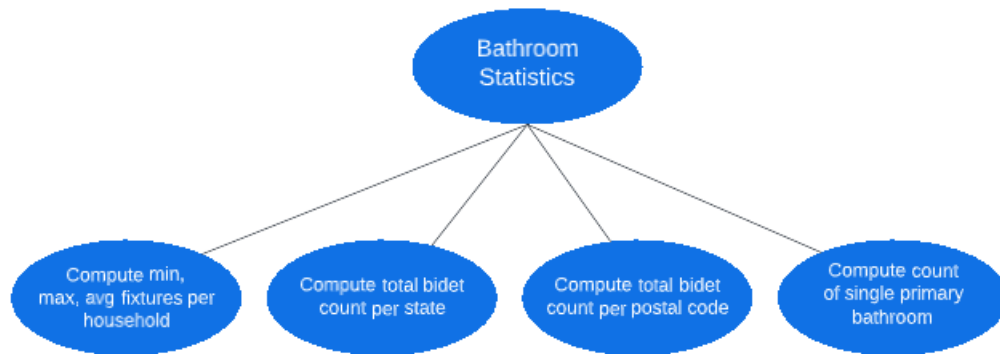 Bathroom
Statistics
Compute min,
max, avg fixtures per
household
Compute total bidet
count per state
Compute total bidet
count per postal code
Compute count
of single primary
bathroom